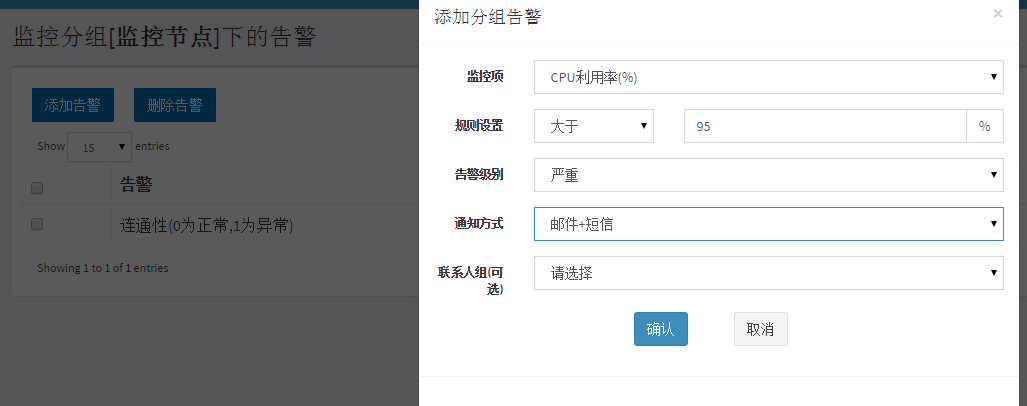 监控分组[监控节点]下的告警
添加告警 删除告警
Show 15 entries
告警
连通性(0为正常,1为异常)
Showing 1 to 1 of 1 entries
添加分组告警 ×
监控项 CPU利用率(%)
规则设置 大于 95 %
告警级别 严重
通知方式 邮件+短信
联系人组(可
选) 请选择
确认 取消